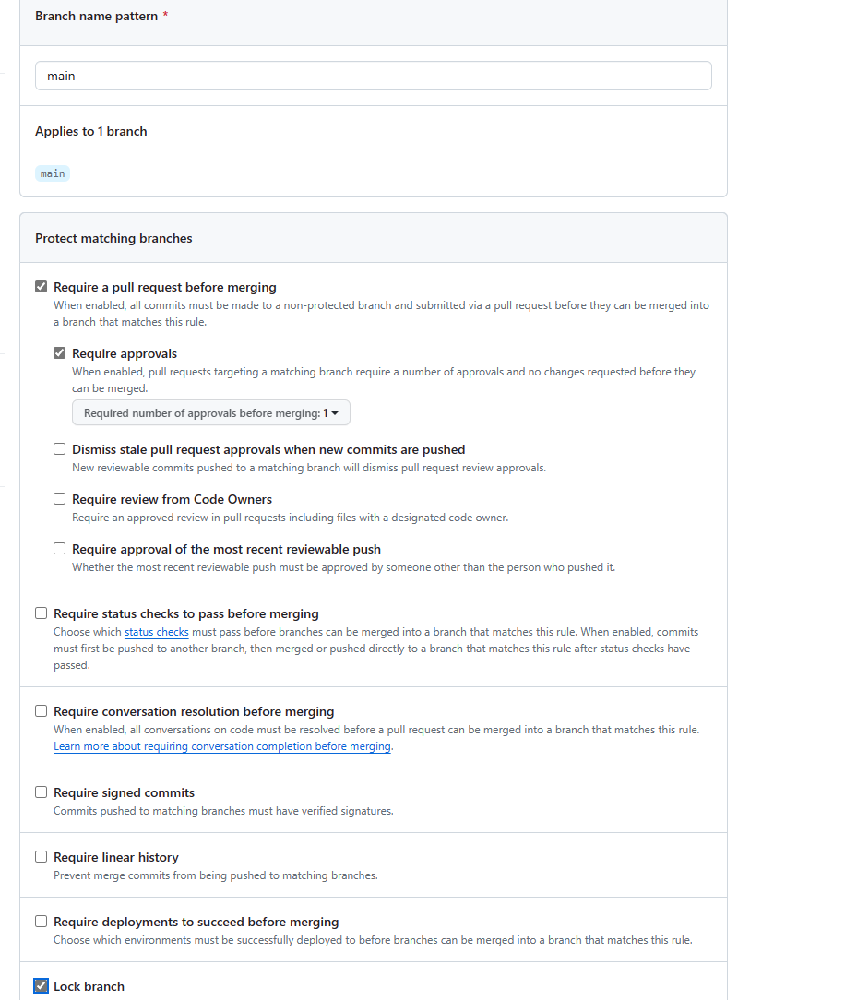 Branch name pattern *
main
Applies to 1 branch
main
Protect matching branches
Require a pull request before merging
When enabled, all commits must be made to a non-protected branch and submitted via a pull request before they can be merged into
a branch that matches this rule.
Require approvals
When enabled, pull requests targeting a matching branch require a number of approvals and no changes requested before they
can be merged.
Required number of approvals before merging: 1
Dismiss stale pull request approvals when new commits are pushed
New reviewable commits pushed to a matching branch will dismiss pull request review approvals.
Require review from Code Owners
Require an approved review in pull requests including files with a designated code owner.
Require approval of the most recent reviewable push
Whether the most recent reviewable push must be approved by someone other than the person who pushed it.
Require status checks to pass before merging
Choose which status checks must pass before branches can be merged into a branch that matches this rule. When enabled, commits
must first be pushed to another branch, then merged or pushed directly to a branch that matches this rule after status checks have
passed.
Require conversation resolution before merging
When enabled, all conversations on code must be resolved before a pull request can be merged into a branch that matches this rule.
Learn more about requiring conversation completion before merging.
Require signed commits
Commits pushed to matching branches must have verified signatures.
Require linear history
Prevent merge commits from being pushed to matching branches.
Require deployments to succeed before merging
Choose which environments must be successfully deployed to before branches can be merged into a branch that matches this rule.
Lock branch